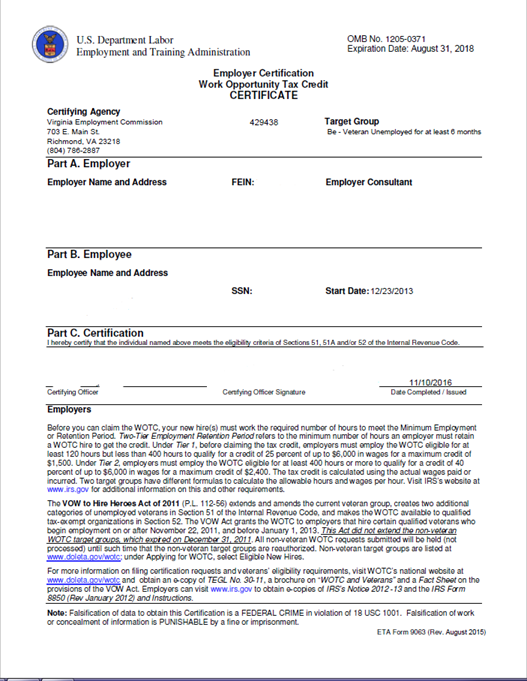 U.S. Department Labor
Employment and Training Administration
OMB No. 1205-0371
Expiration Date: August 31, 2018
Employer Certification
Work Opportunity Tax Credit
CERTIFICATE
Certifying Agency
Virginia Employment Commission
703 E. Main St.
Richmond, VA 23218
(804) 786-2887
429438
Target Group
Be - Veteran Unemployed for at least 6 months
Part A. Employer
Employer Name and Address
FEIN:
Employer Consultant
Part B. Employee
Employee Name and Address
SSN:
Start Date: 12/23/2013
Part C. Certification
I hereby certify that the individual named above meets the eligibility criteria of Sections 51, 51A and/or 52 of the Internal Revenue Code.
11/10/2016
Certifying Officer
Certifying Officer Signature
Date Completed / Issued
Employers
Before you can claim the WOTC, your new hire(s) must work the required number of hours to meet the Minimum Employment
or Retention Period. Two-Tier Employment Retention Period refers to the minimum number of hours an employer must retain
a WOTC hire to get the credit. Under Tier 1, before claiming the tax credit, employers must employ the WOTC eligible for at
least 120 hours but less than 400 hours to qualify for a credit of 25 percent of up to $6,000 in wages for a maximum credit of
$1,500. Under Tier 2, employers must employ the WOTC eligible for at least 400 hours or more to qualify for a credit of 40
percent of up to $6,000 in wages for a maximum credit of $2,400. The tax credit is calculated using the actual wages paid or
incurred. Two target groups have different formulas to calculate the allowable hours and wages per hour. Visit IRS's website at
www.irs.gov for additional information on this and other requirements.
The VOW to Hire Heroes Act of 2011 (P.L. 112-56) extends and amends the current veteran group, creates two additional
categories of unemployed veterans in Section 51 of the Internal Revenue Code, and makes the WOTC available to qualified
tax-exempt organizations in Section 52. The VOW Act grants the WOTC to employers that hire certain qualified veterans who
begin employment on or after November 22, 2011, and before January 1, 2013. This Act did not extend the non-veteran
WOTC target groups, which expired on December 31, 2011. All non-veteran WOTC requests submitted will be held (not
processed) until such time that the non-veteran target groups are reauthorized. Non-veteran target groups are listed at
www.doleta.gov/wotc; under Applying for WOTC, select Eligible New Hires.
For more information on filing certification requests and veterans' eligibility requirements, visit WOTC's national website at
www.doleta.gov/wotc and obtain an e-copy of TEGL No. 30-11, a brochure on "WOTC and Veterans" and a Fact Sheet on the
provisions of the VOW Act. Employers can visit www.irs.gov to obtain e-copies of IRS's Notice 2012 -13 and the IRS Form
8850 (Rev January 2012) and Instructions.
Note: Falsification of data to obtain this Certification is a FEDERAL CRIME in violation of 18 USC 1001. Falsification of work
or concealment of information is PUNISHABLE by a fine or imprisonment.
ETA Form 9063 (Rev. August 2015)